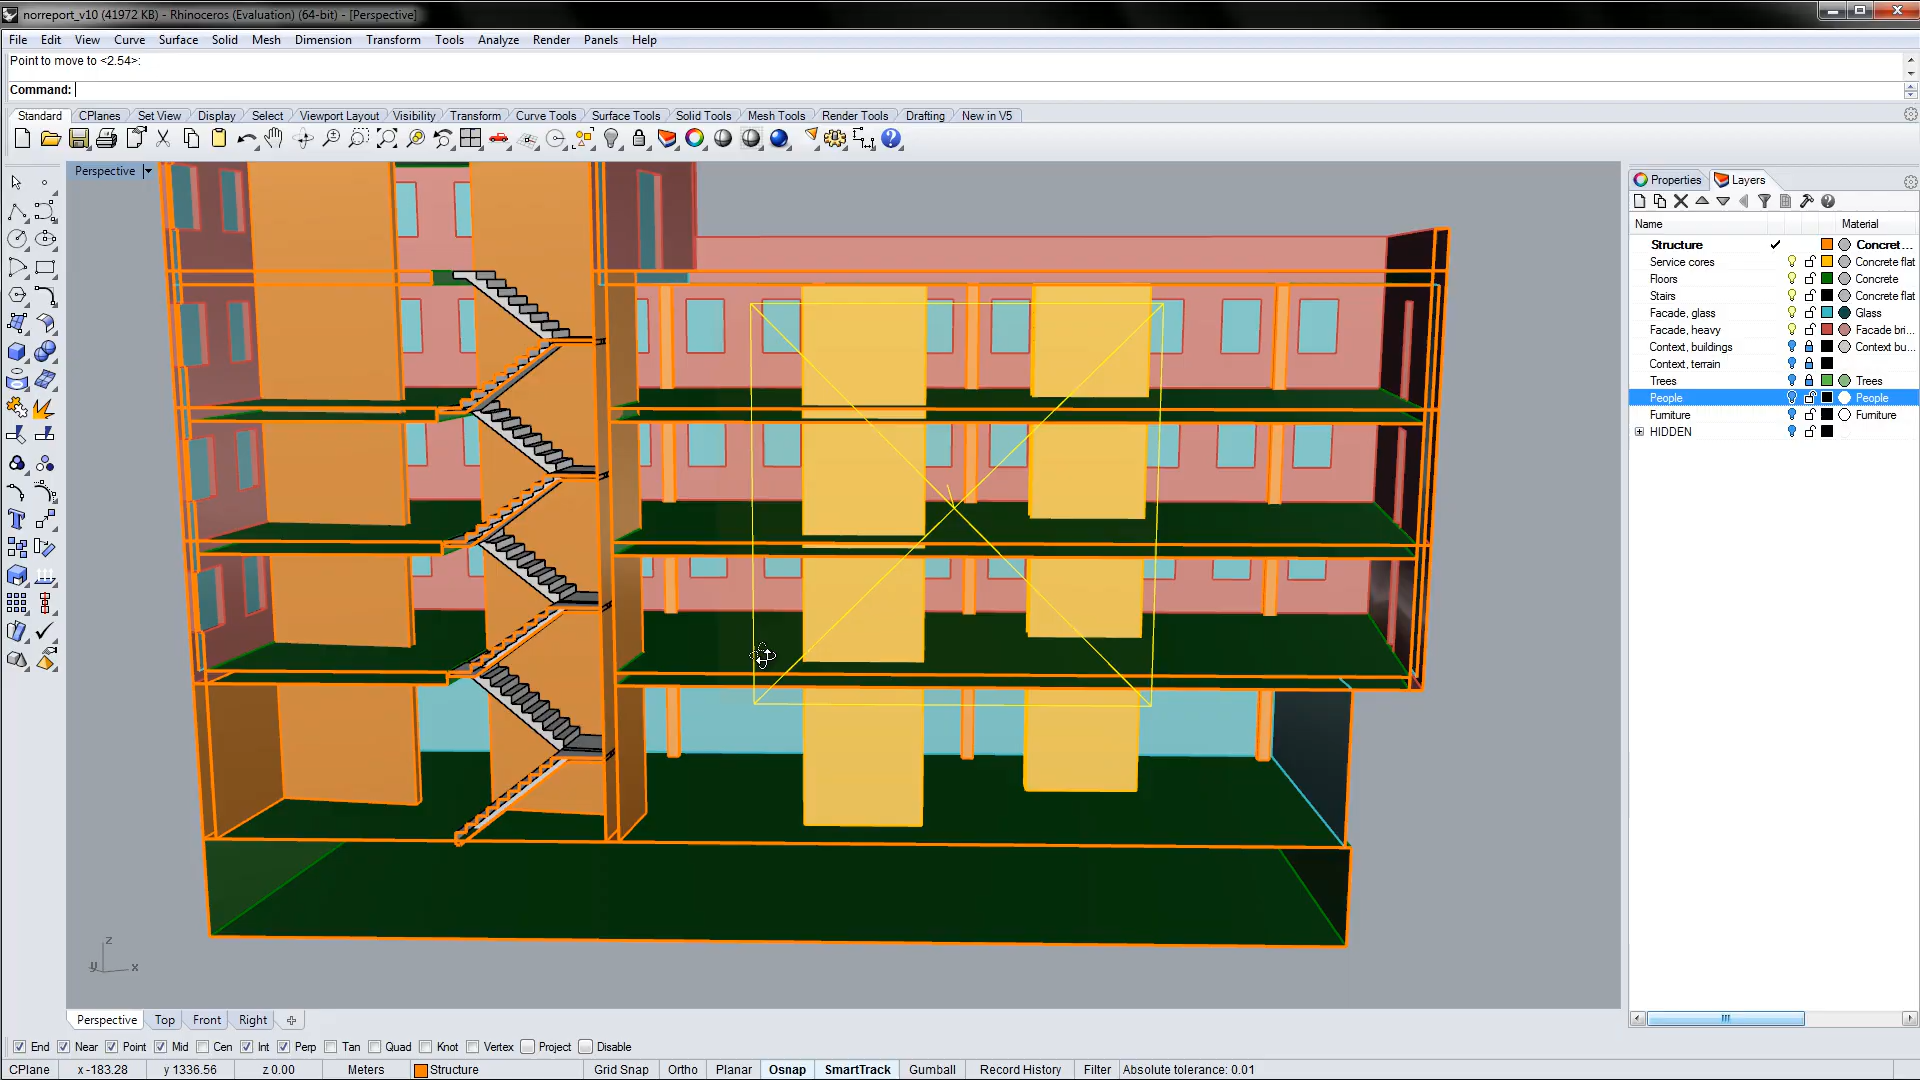 norreport_v10 (41972 KB) - Rhinoceros (Evaluation) (64-bit) - [Perspective]
File Edit View Curve Surface Solid Mesh Dimension Transform Tools Analyze Render Panels Help
Point to move to <2.54>:
Command:
Standard CPlanes Set View Display Select Viewport Layout Visibility Transform Curve Tools Surface Tools Solid Tools Mesh Tools Render Tools Drafting New in V5
Perspective
Properties Layers
Name Material
Structure Concret...
Service cores Concrete flat
Floors Concrete
Stairs Concrete flat
Facade, glass Glass
Facade, heavy Facade bri...
Context, buildings Context bu...
Context, terrain
Trees Trees
People People
Furniture Furniture
HIDDEN
z
y x
Perspective Top Front Right
End Near Point Mid Cen Int Perp Tan Quad Knot Vertex Project Disable
CPlane x -183.28 y 1336.56 z 0.00 Meters Structure Grid Snap Ortho Planar Osnap SmartTrack Gumball Record History Filter Absolute tolerance: 0.01